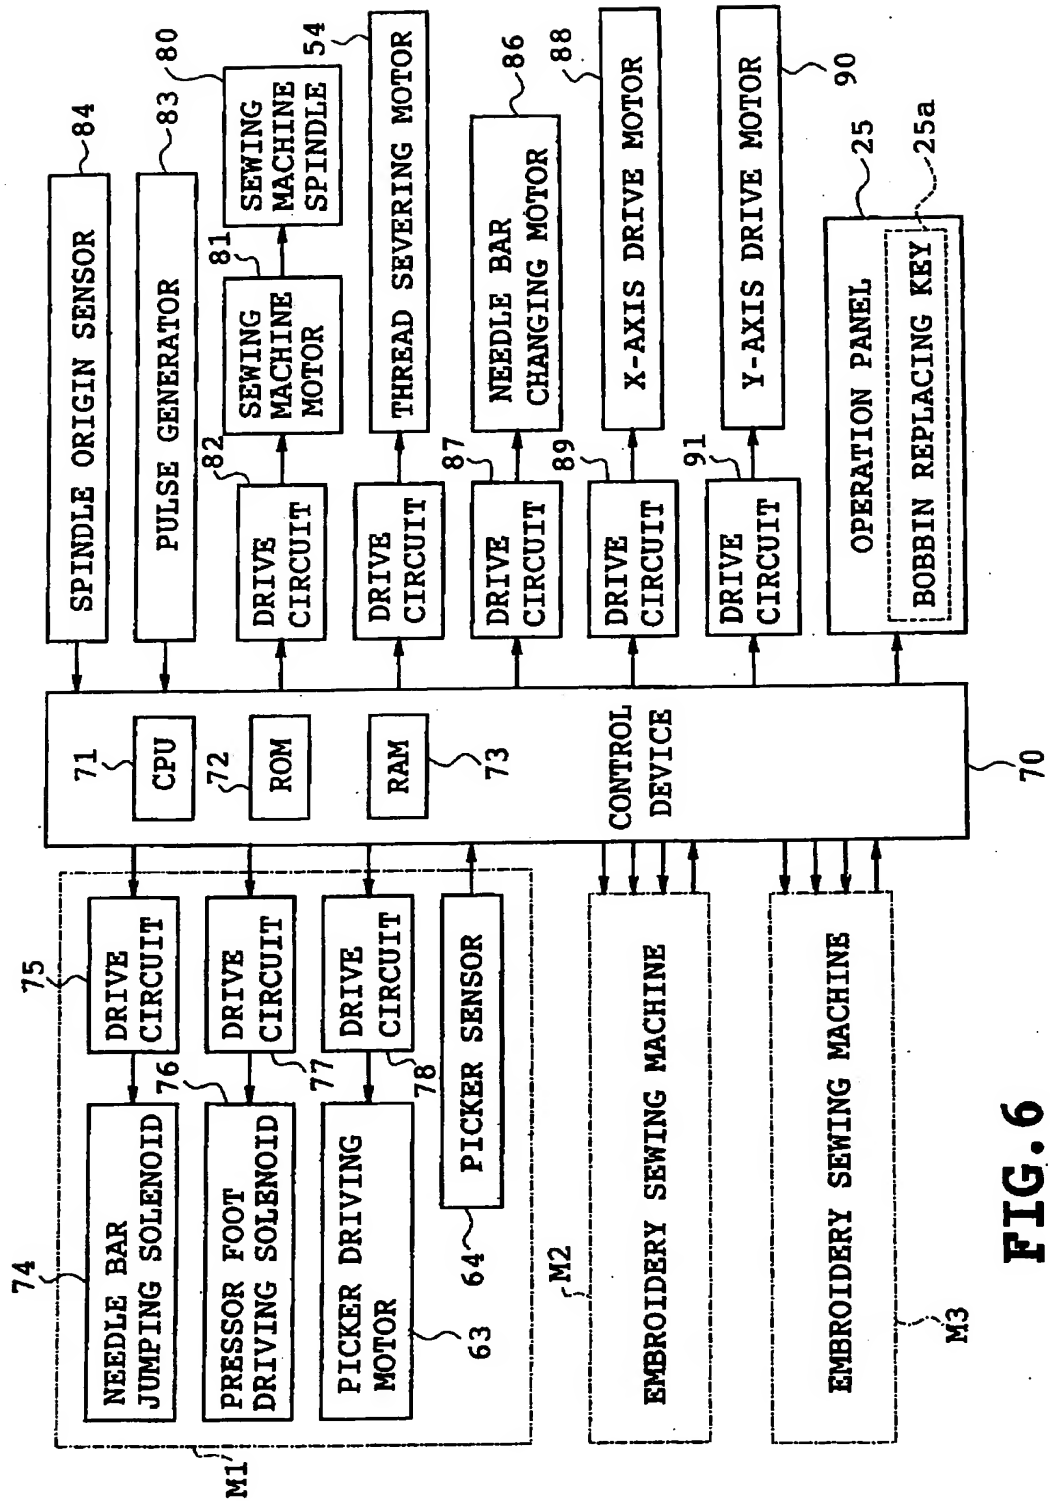 M1
74
NEEDLE BAR
JUMPING SOLENOID
75
DRIVE
CIRCUIT
76
PRESSOR FOOT
DRIVING SOLENOID
77
DRIVE
CIRCUIT
63
PICKER DRIVING
MOTOR
78
DRIVE
CIRCUIT
64
PICKER SENSOR
M2
EMBROIDERY SEWING MACHINE
M3
EMBROIDERY SEWING MACHINE
71
CPU
72
ROM
73
RAM
CONTROL
DEVICE
70
SPINDLE ORIGIN SENSOR
84
PULSE GENERATOR
83
82
DRIVE
CIRCUIT
81
SEWING
MACHINE
MOTOR
80
SEWING
MACHINE
SPINDLE
DRIVE
CIRCUIT
THREAD SEVERING MOTOR
54
87
DRIVE
CIRCUIT
NEEDLE BAR
CHANGING MOTOR
86
89
DRIVE
CIRCUIT
X-AXIS DRIVE MOTOR
88
91
DRIVE
CIRCUIT
Y-AXIS DRIVE MOTOR
90
OPERATION PANEL
25
BOBBIN REPLACING KEY
25a
FIG.6